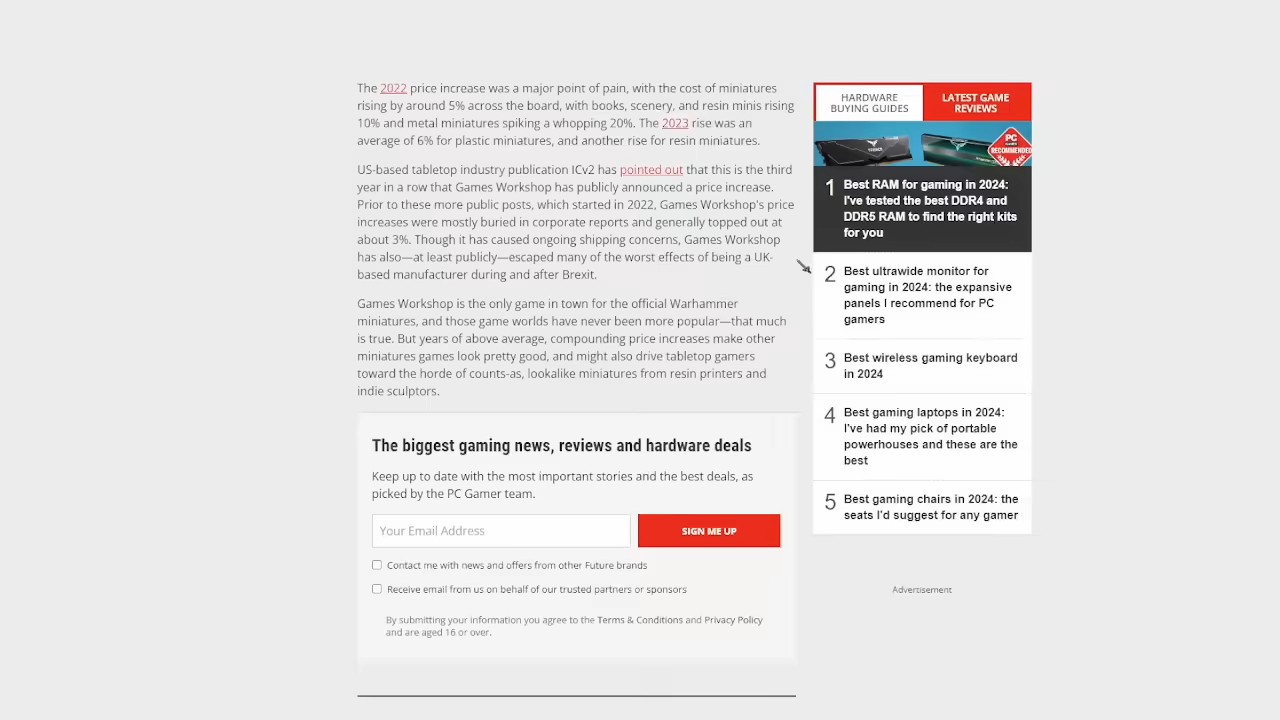 The 2022 price increase was a major point of pain, with the cost of miniatures
rising by around 5% across the board, with books, scenery, and resin minis rising
10% and metal miniatures spiking a whopping 20%. The 2023 rise was an
average of 6% for plastic miniatures, and another rise for resin miniatures.
US-based tabletop industry publication ICv2 has pointed out that this is the third
year in a row that Games Workshop has publicly announced a price increase.
Prior to these more public posts, which started in 2022, Games Workshop's price
increases were mostly buried in corporate reports and generally topped out at
about 3%. Though it has caused ongoing shipping concerns, Games Workshop
has also—at least publicly—escaped many of the worst effects of being a UK-
based manufacturer during and after Brexit.
Games Workshop is the only game in town for the official Warhammer
miniatures, and those game worlds have never been more popular—that much
is true. But years of above average, compounding price increases make other
miniatures games look pretty good, and might also drive tabletop gamers
toward the horde of counts-as, lookalike miniatures from resin printers and
indie sculptors.
The biggest gaming news, reviews and hardware deals
Keep up to date with the most important stories and the best deals, as
picked by the PC Gamer team.
Your Email Address
SIGN ME UP
Contact me with news and offers from other Future brands
Receive email from us on behalf of our trusted partners or sponsors
By submitting your information you agree to the Terms & Conditions and Privacy Policy
and are aged 16 or over.
HARDWARE
BUYING GUIDES
LATEST GAME
REVIEWS
PC
RECOMMENDED
1 Best RAM for gaming in 2024:
I've tested the best DDR4 and
DDR5 RAM to find the right kits
for you
2 Best ultrawide monitor for
gaming in 2024: the expansive
panels I recommend for PC
gamers
3 Best wireless gaming keyboard
in 2024
4 Best gaming laptops in 2024:
I've had my pick of portable
powerhouses and these are the
best
5 Best gaming chairs in 2024: the
seats I'd suggest for any gamer
Advertisement